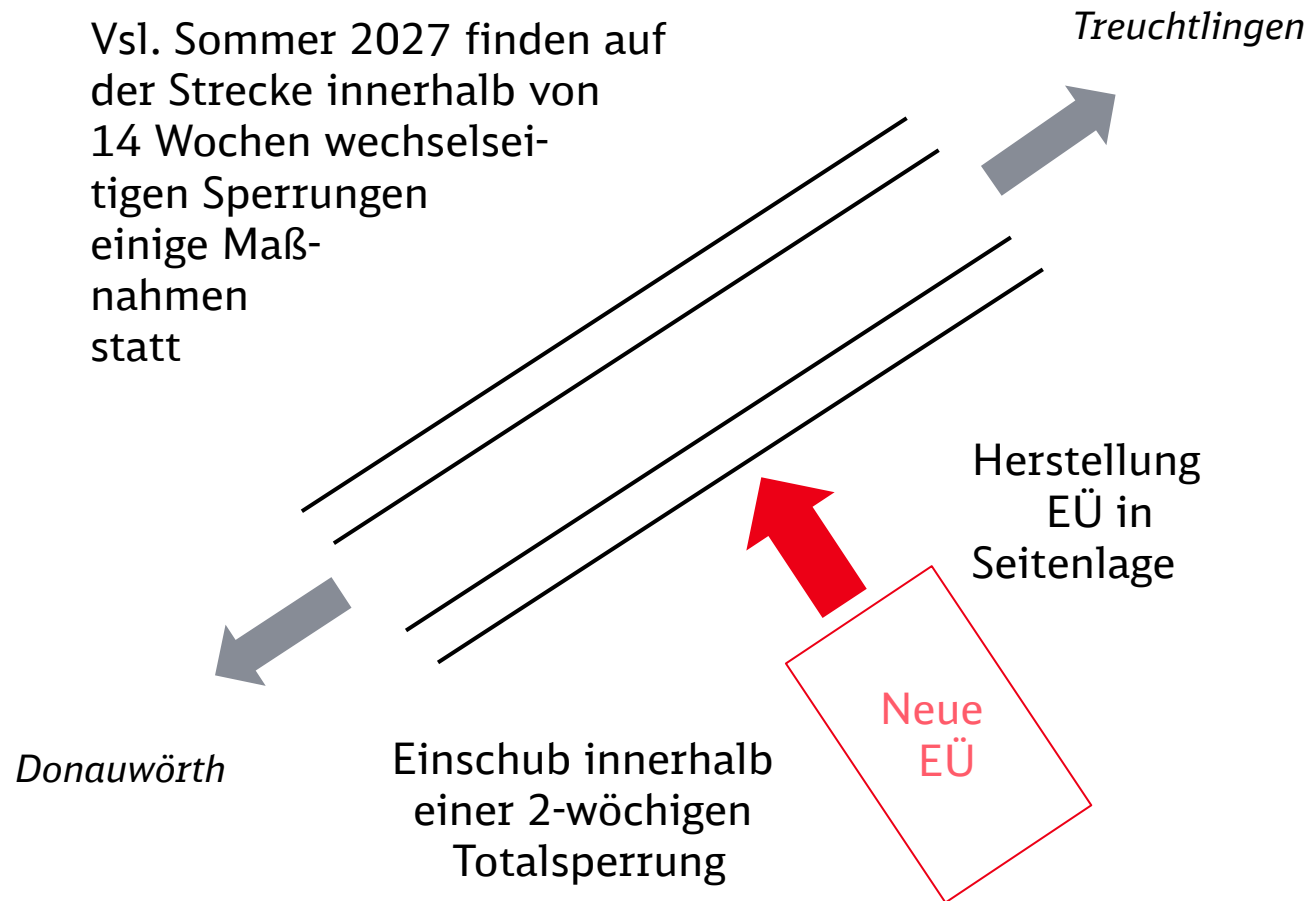 Vsl. Sommer 2027 finden auf
der Strecke innerhalb von
14 Wochen wechselsei-
tigen Sperrungen
einige Maß-
nahmen
statt
Treuchtlingen
Herstellung
EÜ in
Seitenlage
Neue
EÜ
Donauwörth
Einschub innerhalb
einer 2-wöchigen
Totalsperrung